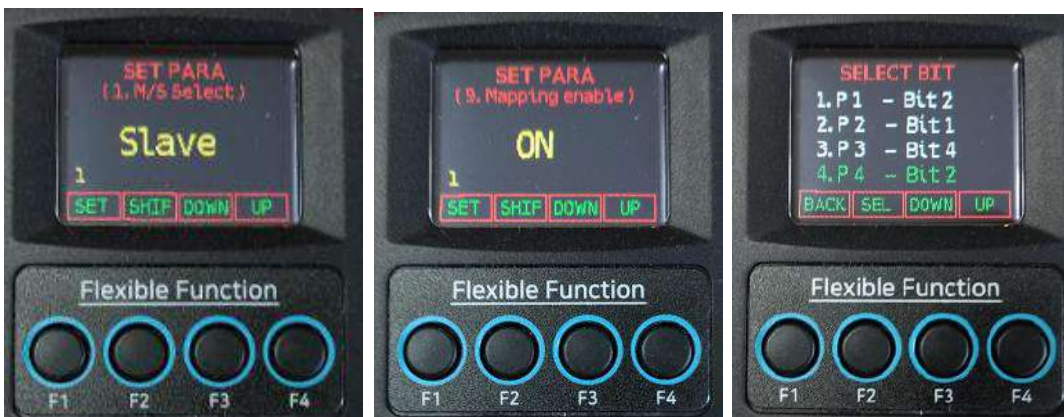 SET PARA
(1. M/S Select)
Slave
1
SET SHIF DOWN UP
Flexible Function
F1 F2 F3 F4
SET PARA
(9. Mapping enable)
ON
1
SET SHIF DOWN UP
Flexible Function
F1 F2 F3 F4
SELECT BIT
1. P 1 - Bit 2
2. P 2 - Bit 1
3. P 3 - Bit 4
4. P 4 - Bit 2
BACK SEL DOWN UP
Flexible Function
F1 F2 F3 F4